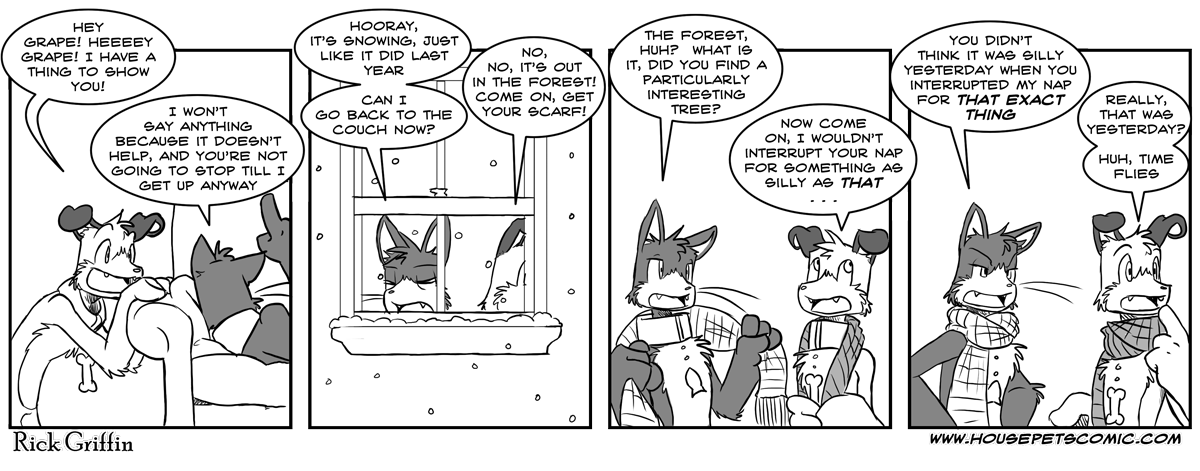 HEY
GRAPE! HEEEEY
GRAPE! I HAVE A
THING TO SHOW
YOU!
I WON'T
SAY ANYTHING
BECAUSE IT DOESN'T
HELP, AND YOU'RE NOT
GOING TO STOP TILL I
GET UP ANYWAY
HOORAY,
IT'S SNOWING, JUST
LIKE IT DID LAST
YEAR
CAN I
GO BACK TO THE
COUCH NOW?
NO,
NO, IT'S OUT
IN THE FOREST!
COME ON, GET
YOUR SCARF!
THE FOREST,
HUH? WHAT IS
IT, DID YOU FIND A
PARTICULARLY
INTERESTING
TREE?
NOW COME
ON, I WOULDN'T
INTERRUPT YOUR NAP
FOR SOMETHING AS
SILLY AS THAT
. . .
YOU DIDN'T
THINK IT WAS SILLY
YESTERDAY WHEN YOU
INTERRUPTED MY NAP
FOR THAT EXACT
THING
REALLY,
THAT WAS
YESTERDAY?
HUH, TIME
FLIES
Rick Griffin
WWW.HOUSEPETSCOMIC.COM